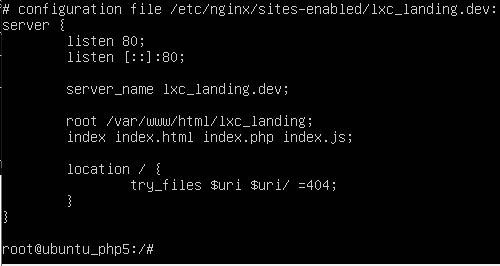 # configuration file /etc/nginx/sites-enabled/lxc_landing.dev:
server {
listen 80;
listen [::]:80;
server_name lxc_landing.dev;
root /var/www/html/lxc_landing;
index index.html index.php index.js;
location / {
try_files $uri $uri/ =404;
}
}
root@ubuntu_php5:/#